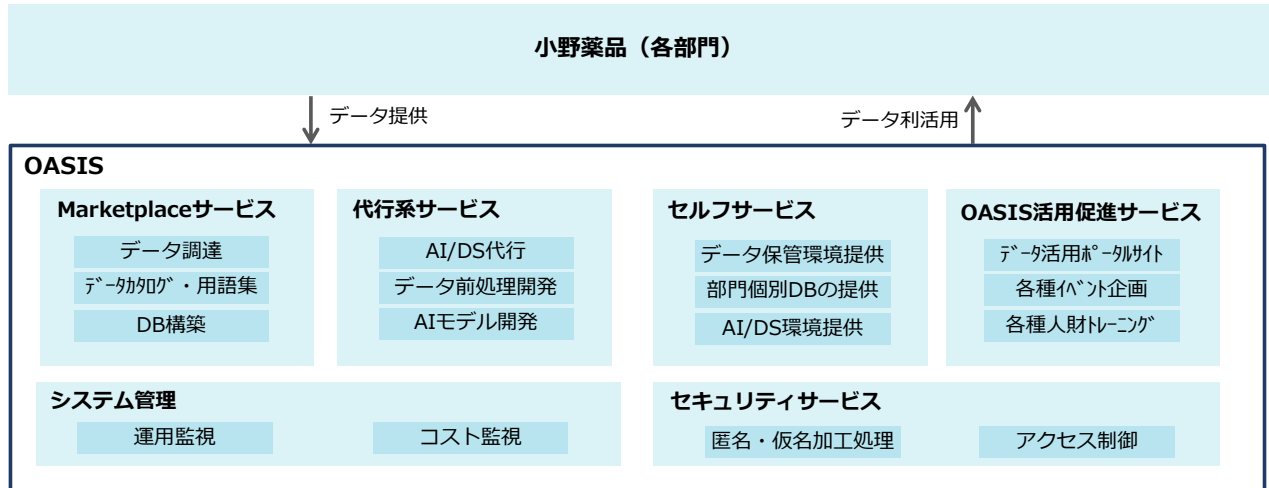 小野薬品（各部門）
データ提供
データ利活用
OASIS
Marketplaceサービス
データ調達
ﾃﾞｰﾀｶﾀﾛｸﾞ・用語集
DB構築
代行系サービス
AI/DS代行
データ前処理開発
AIモデル開発
セルフサービス
データ保管環境提供
部門個別DBの提供
AI/DS環境提供
OASIS活用促進サービス
ﾃﾞｰﾀ活用ﾎﾟｰﾀﾙｻｲﾄ
各種ｲﾍﾞﾝﾄ企画
各種人財ﾄﾚｰﾆﾝｸﾞ
システム管理
運用監視
コスト監視
セキュリティサービス
匿名・仮名加工処理
アクセス制御